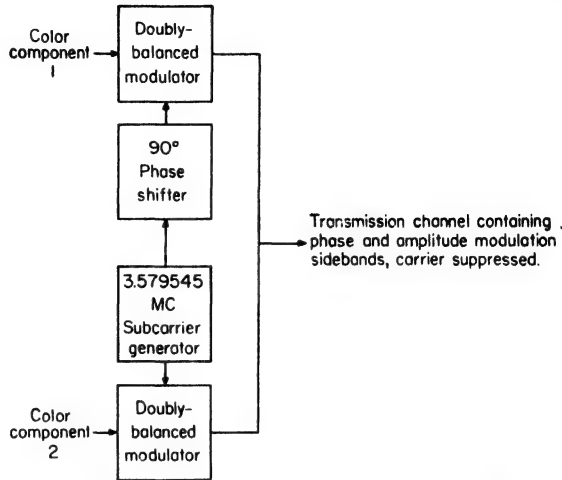 Color
component
1
Doubly-
balanced
modulator
90°
Phase
shifter
Transmission channel containing
phase and amplitude modulation
sidebands, carrier suppressed.
3.579545
MC
Subcarrier
generator
Color
component
2
Doubly-
balanced
modulator